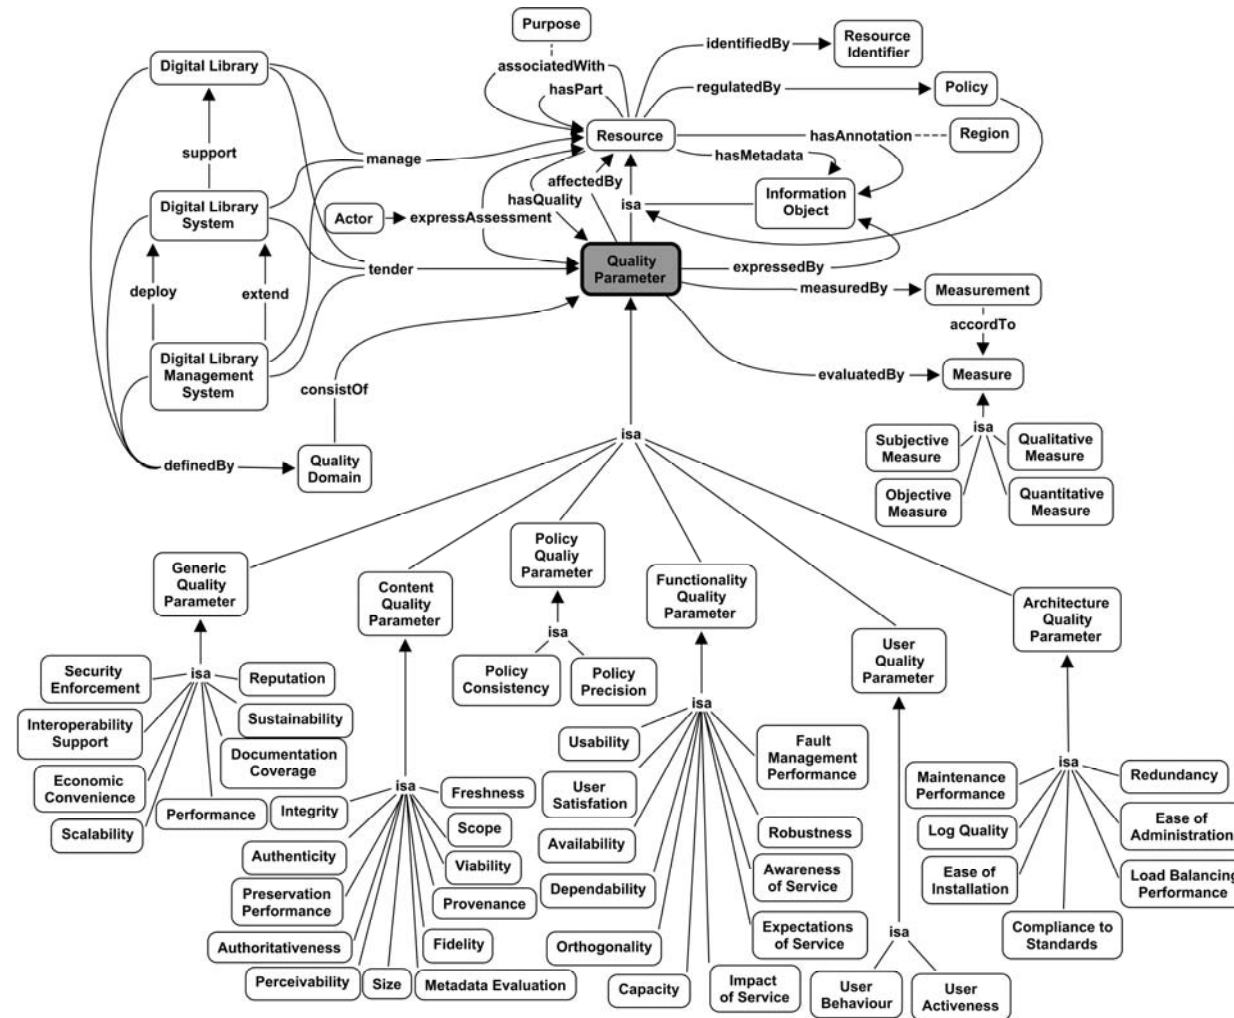 Purpose
associatedWith
hasPart
identifiedBy
Resource
Identifier
regulatedBy
Policy
Digital Library
support
manage
Resource
hasAnnotation
Region
hasMetadata
affectedBy
hasQuality
isa
Information
Object
Digital Library
System
Actor
expressAssessment
deploy
extend
tender
Quality
Parameter
expressedBy
measuredBy
Measurement
accordTo
Digital Library
Management
System
consistOf
evaluatedBy
Measure
isa
definedBy
Quality
Domain
isa
Subjective
Measure
Qualitative
Measure
Objective
Measure
Quantitative
Measure
Generic
Quality
Parameter
Content
Quality
Parameter
Policy
Qualiy
Parameter
Functionality
Quality
Parameter
User
Quality
Parameter
Architecture
Quality
Parameter
isa
Security
Enforcement
Reputation
Interoperability
Support
Sustainability
Documentation
Coverage
Economic
Convenience
Performance
Scalability
isa
Integrity
Freshness
Scope
Authenticity
Viability
Preservation
Performance
Provenance
Authoritativeness
Fidelity
Perceivability
Size
Metadata Evaluation
isa
Policy
Consistency
Policy
Precision
isa
Usability
Fault
Management
Performance
User
Satisfation
Robustness
Availability
Awareness
of Service
Dependability
Expectations
of Service
Orthogonality
Capacity
Impact
of Service
isa
User
Behaviour
User
Activeness
isa
Maintenance
Performance
Redundancy
Log Quality
Ease of
Administration
Ease of
Installation
Load Balancing
Performance
Compliance to
Standards